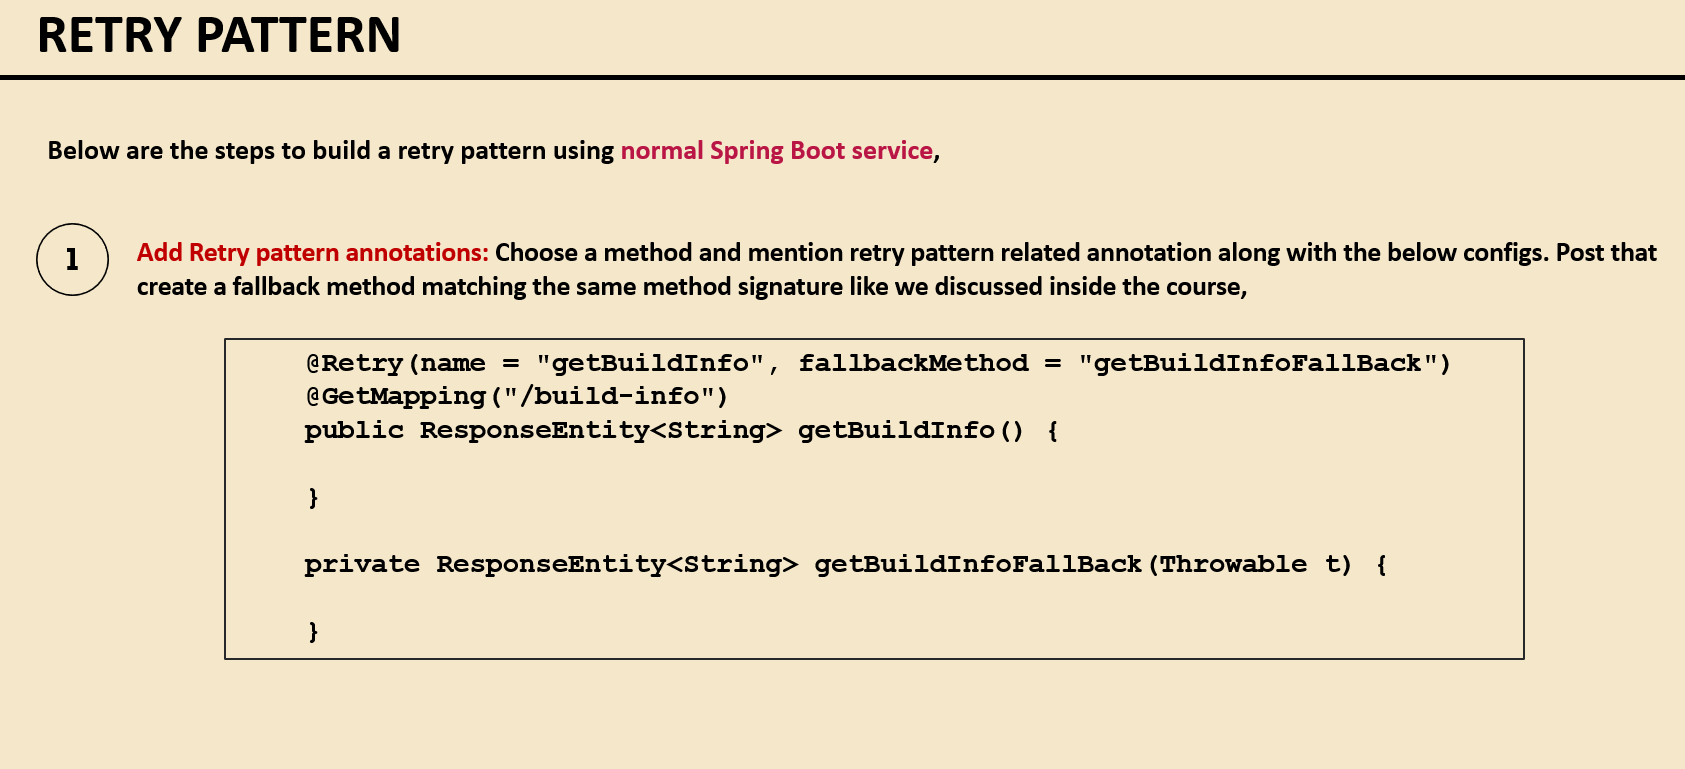 RETRY PATTERN
Below are the steps to build a retry pattern using normal Spring Boot service,
1
Add Retry pattern annotations: Choose a method and mention retry pattern related annotation along with the below configs. Post that
create a fallback method matching the same method signature like we discussed inside the course,
@Retry(name = "getBuildInfo", fallbackMethod = "getBuildInfoFallBack")
@GetMapping("/build-info")
public ResponseEntity<String> getBuildInfo() {
}
private ResponseEntity<String> getBuildInfoFallBack(Throwable t) {
}